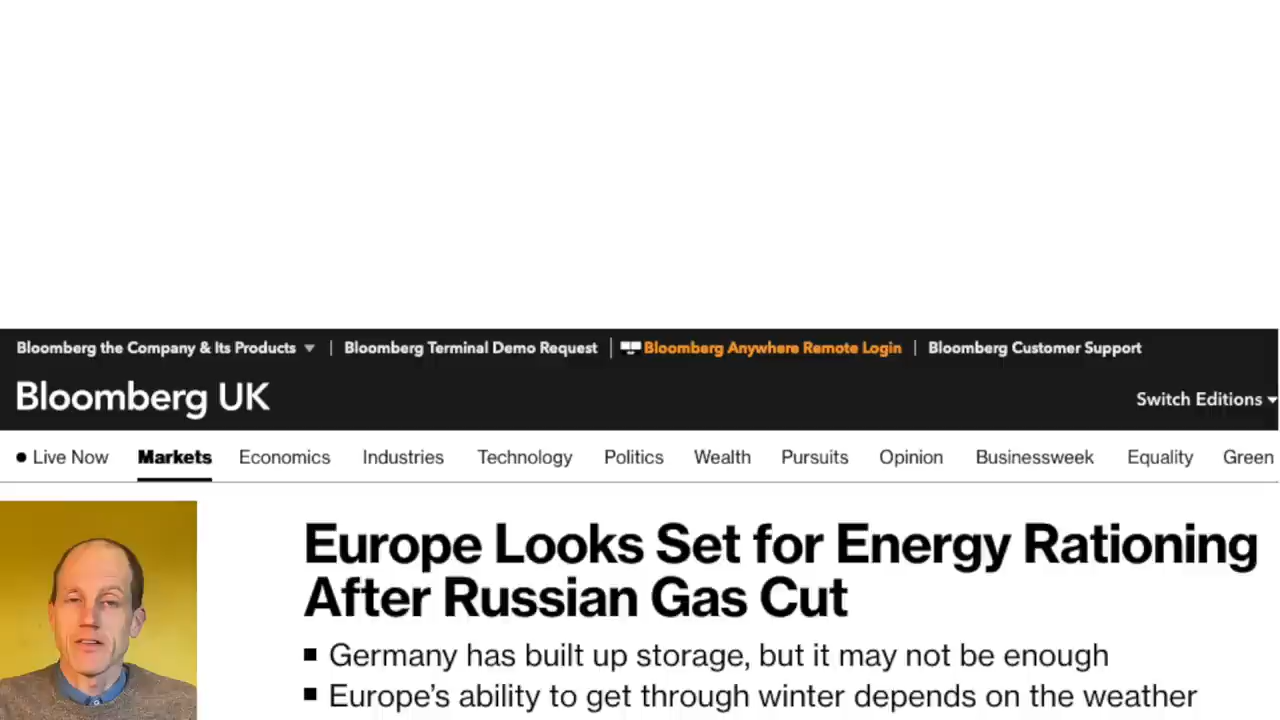 Bloomberg the Company & Its Products ▼ | Bloomberg Terminal Demo Request | Bloomberg Anywhere Remote Login | Bloomberg Customer Support
Bloomberg UK
Switch Editions
Live Now Markets Economics Industries Technology Politics Wealth Pursuits Opinion Businessweek Equality Green
Europe Looks Set for Energy Rationing
After Russian Gas Cut
Germany has built up storage, but it may not be enough
Europe's ability to get through winter depends on the weather